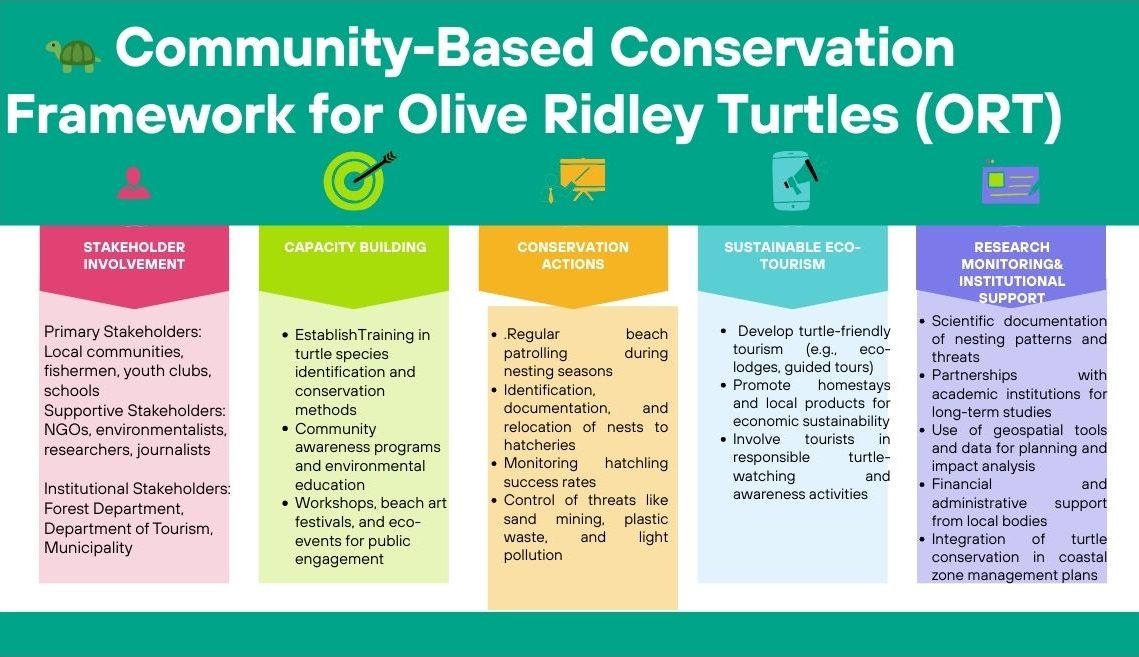 Community-Based Conservation
Framework for Olive Ridley Turtles (ORT)
STAKEHOLDER
INVOLVEMENT
Primary Stakeholders:
Local communities,
fishermen, youth clubs,
schools
Supportive Stakeholders:
NGOs, environmentalists,
researchers, journalists
Institutional Stakeholders:
Forest Department,
Department of Tourism,
Municipality
CAPACITY BUILDING
• EstablishTraining in
turtle species
identification and
conservation
methods
• Community
awareness programs
and environmental
education
• Workshops, beach art
festivals, and eco-
events for public
engagement
CONSERVATION
ACTIONS
• .Regular beach
patrolling during
nesting seasons
• Identification,
documentation, and
relocation of nests to
hatcheries
• Monitoring hatchling
success rates
• Control of threats like
sand mining, plastic
waste, and light
pollution
SUSTAINABLE ECO-
TOURISM
• Develop turtle-friendly
tourism (e.g., eco-
lodges, guided tours)
• Promote homestays
and local products for
economic sustainability
• Involve tourists in
responsible turtle-
watching and
awareness activities
RESEARCH
MONITORING&
INSTITUTIONAL
SUPPORT
• Scientific documentation
of nesting patterns and
threats
• Partnerships with
academic institutions for
long-term studies
• Use of geospatial tools
and data for planning and
impact analysis
• Financial and
administrative support
from local bodies
• Integration of turtle
conservation in coastal
zone management plans